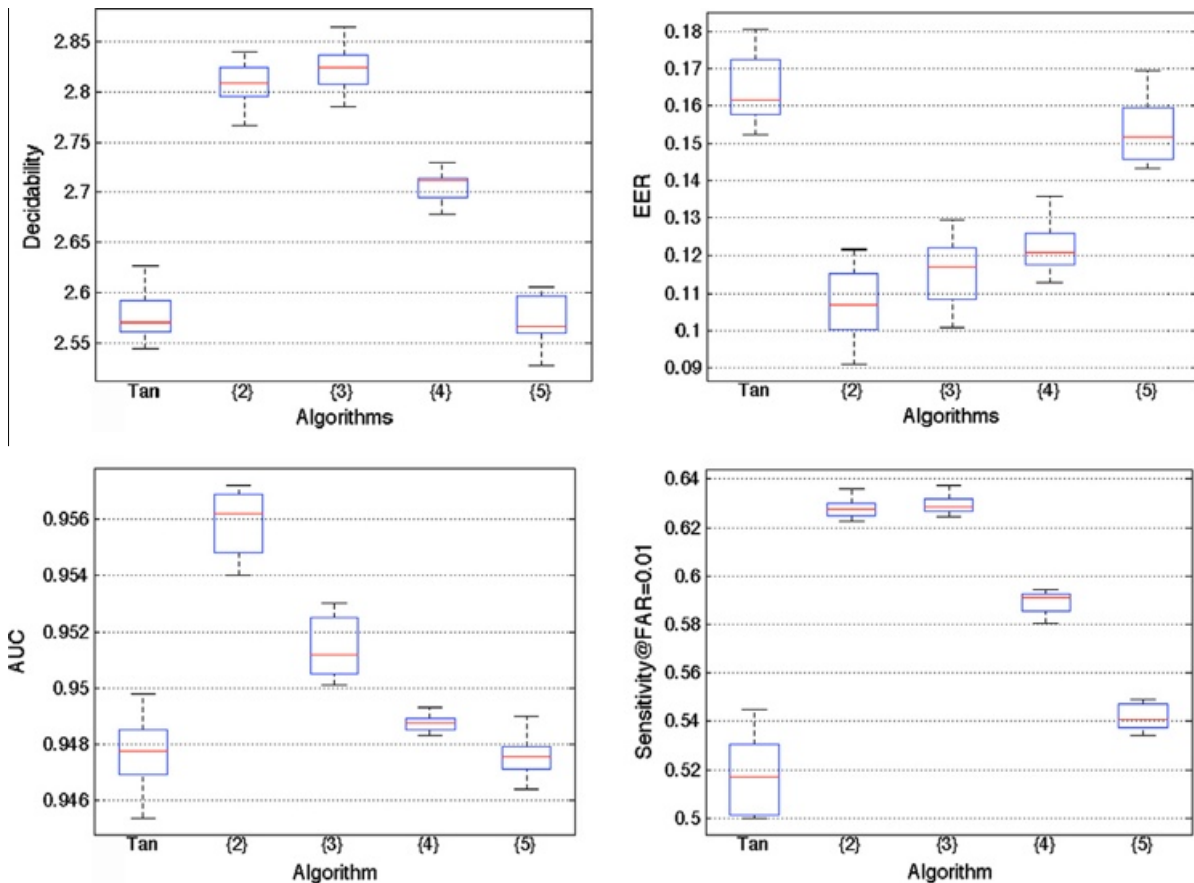 Decidability
2.85
2.8
2.75
2.7
2.65
2.6
2.55
Tan {2} {3} {4} {5}
Algorithms
EER
0.18
0.17
0.16
0.15
0.14
0.13
0.12
0.11
0.1
0.09
Tan {2} {3} {4} {5}
Algorithms
AUC
0.956
0.954
0.952
0.95
0.948
0.946
Tan {2} {3} {4} {5}
Algorithm
Sensitivity@FAR=0.01
0.64
0.62
0.6
0.58
0.56
0.54
0.52
0.5
Tan {2} {3} {4} {5}
Algorithm